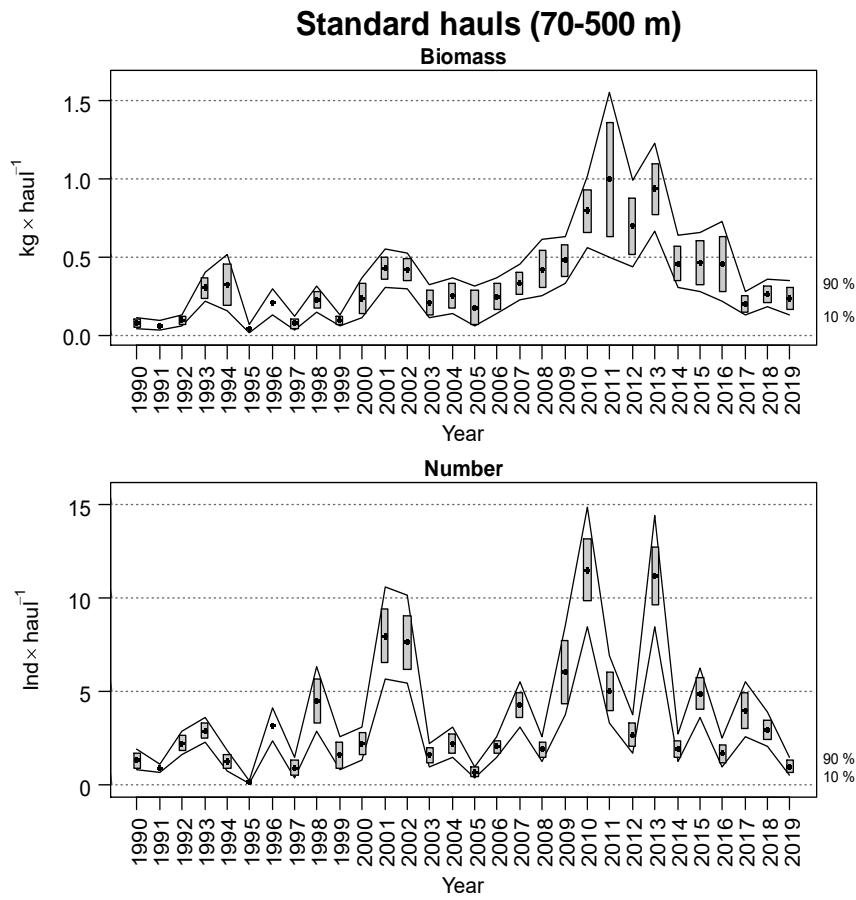 Standard hauls (70-500 m)
Biomass
kg × haul⁻¹
1.5
1.0
0.5
0.0
90 %
10 %
1990 1991 1992 1993 1994 1995 1996 1997 1998 1999 2000 2001 2002 2003 2004 2005 2006 2007 2008 2009 2010 2011 2012 2013 2014 2015 2016 2017 2018 2019
Year
Number
Ind× haul⁻¹
15
10
5
0
90 %
10 %
1990 1991 1992 1993 1994 1995 1996 1997 1998 1999 2000 2001 2002 2003 2004 2005 2006 2007 2008 2009 2010 2011 2012 2013 2014 2015 2016 2017 2018 2019
Year